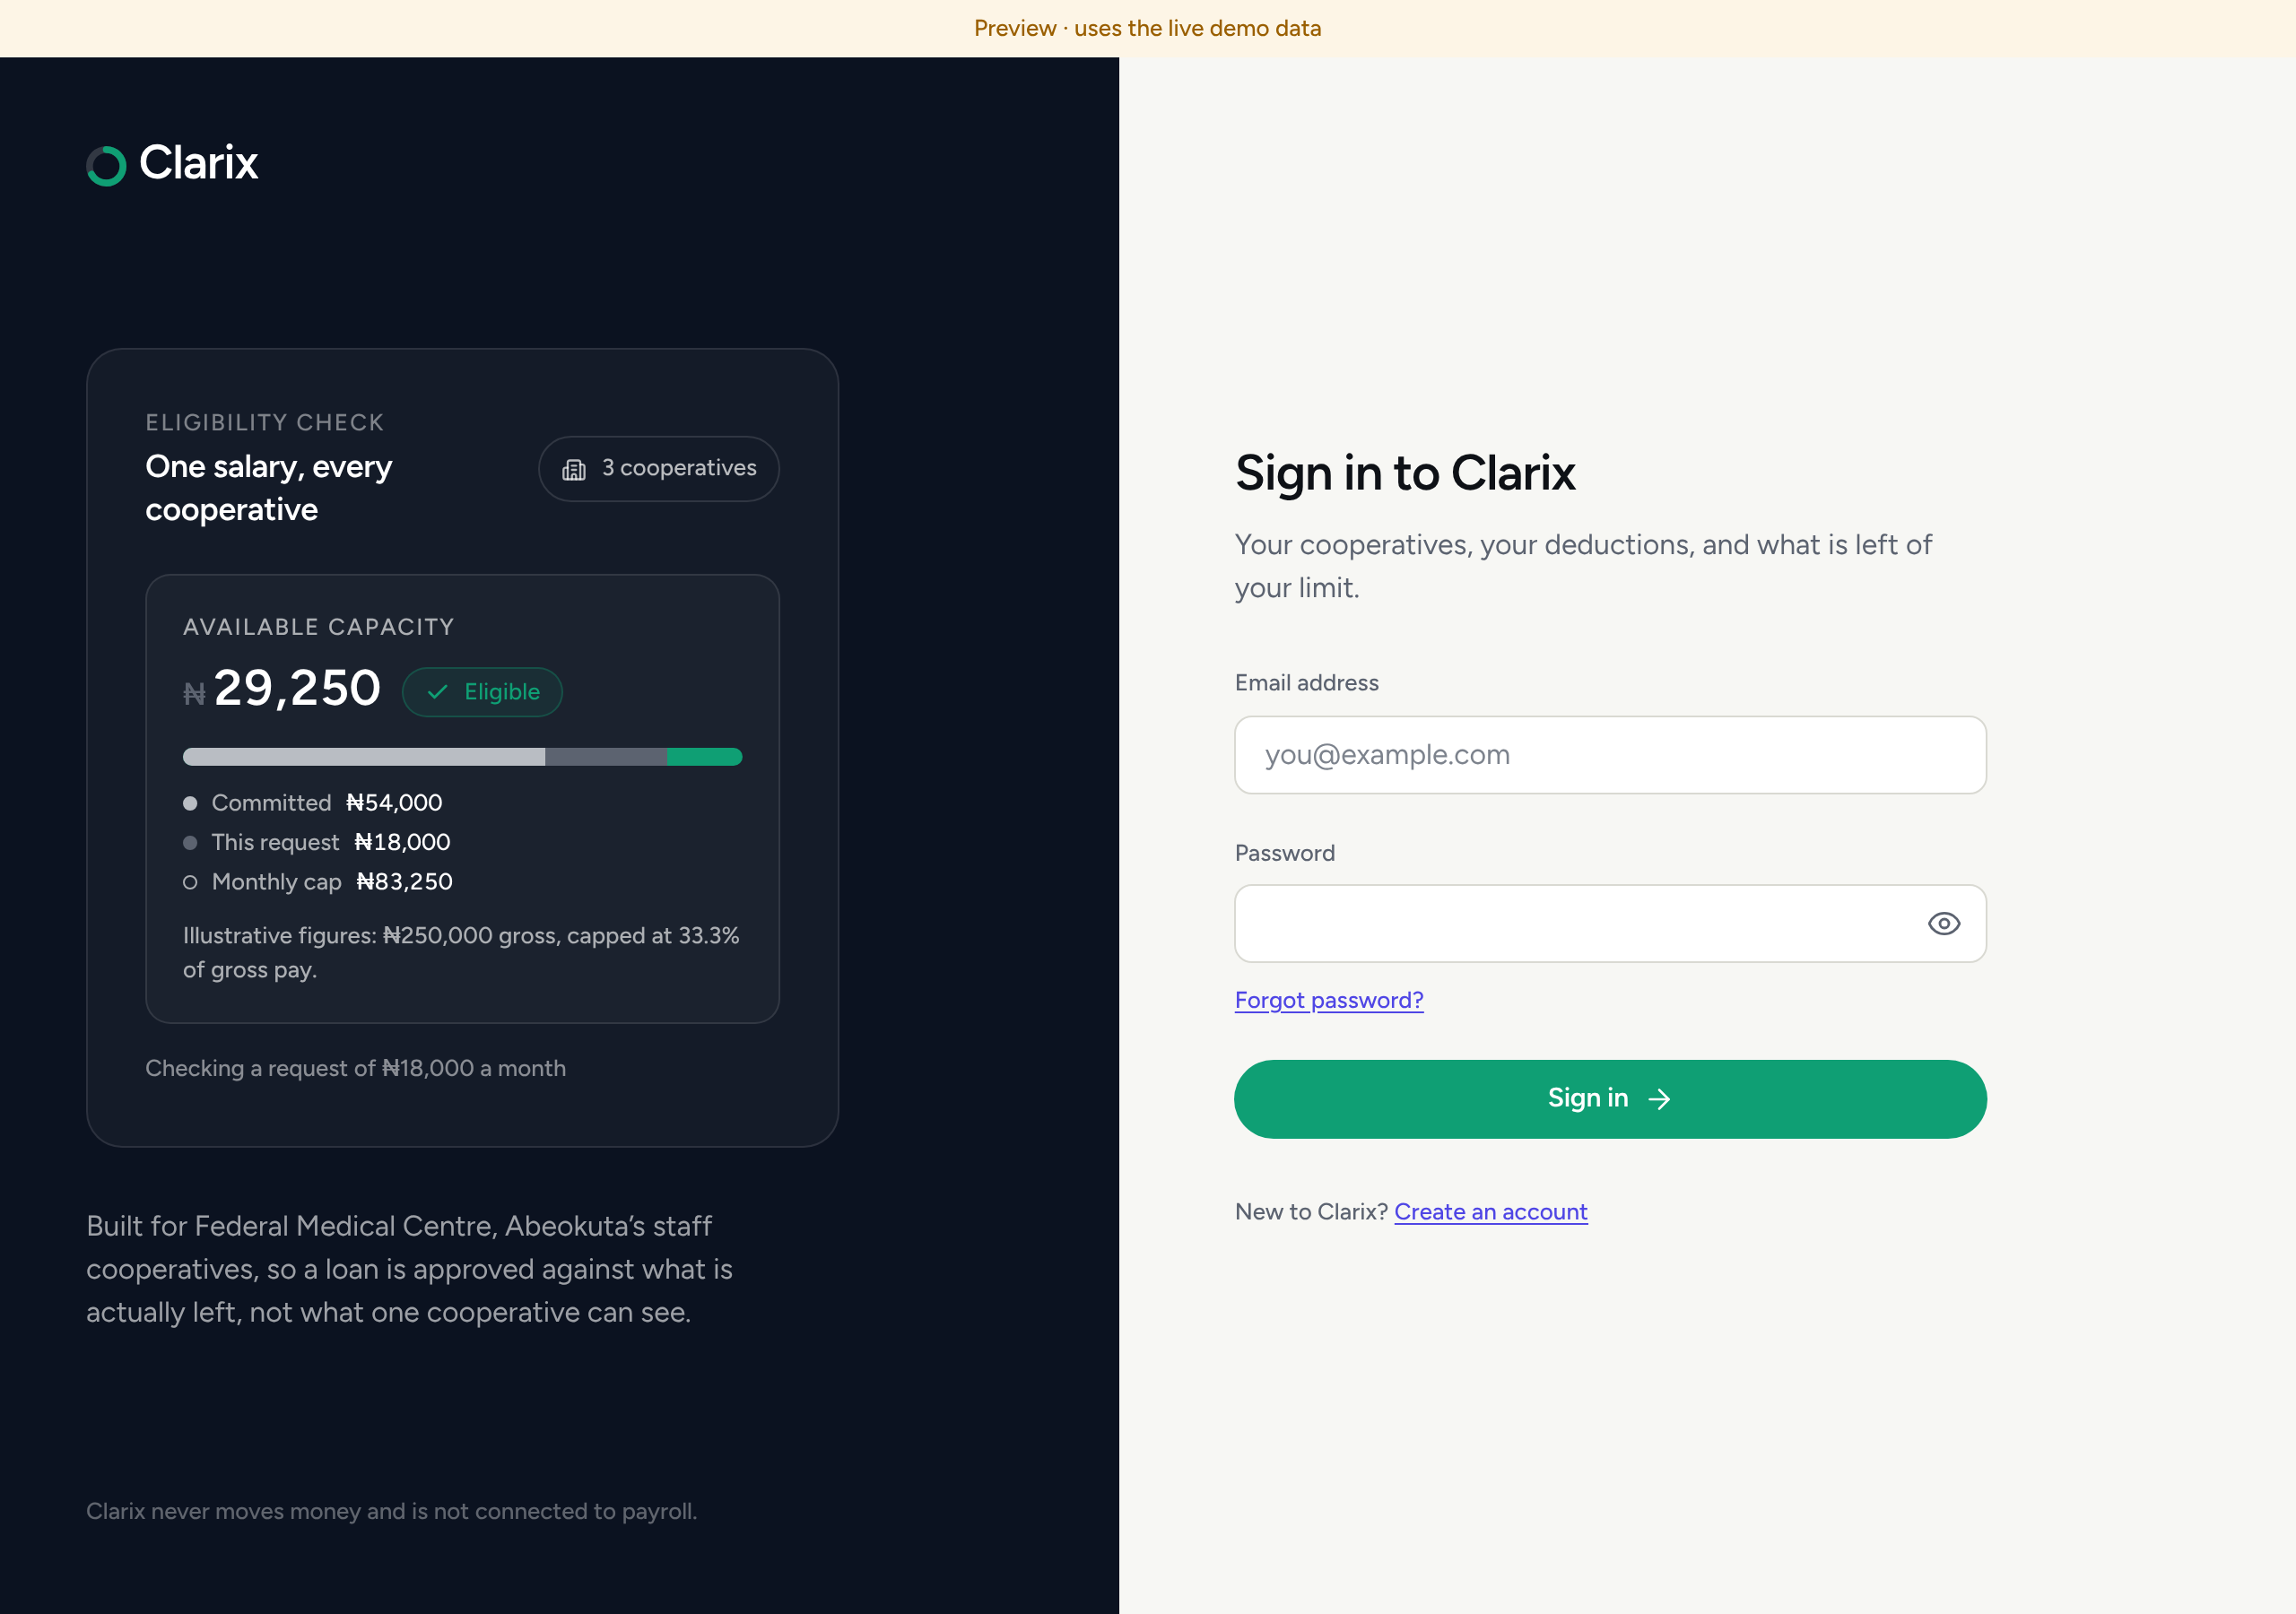 Preview · uses the live demo data
Clarix
ELIGIBILITY CHECK
One salary, every
cooperative
3 cooperatives
AVAILABLE CAPACITY
₦29,250
Eligible
Committed ₦54,000
This request ₦18,000
Monthly cap ₦83,250
Illustrative figures: ₦250,000 gross, capped at 33.3%
of gross pay.
Checking a request of ₦18,000 a month
Built for Federal Medical Centre, Abeokuta’s staff
cooperatives, so a loan is approved against what is
actually left, not what one cooperative can see.
Clarix never moves money and is not connected to payroll.
Sign in to Clarix
Your cooperatives, your deductions, and what is left of
your limit.
Email address
you@example.com
Password
Forgot password?
Sign in →
New to Clarix? Create an account